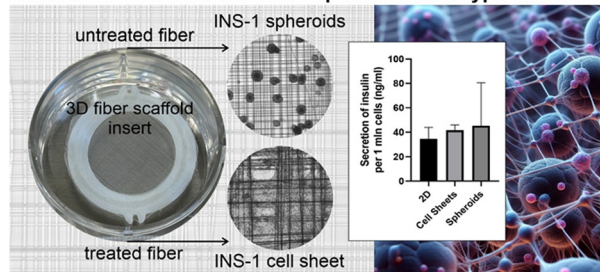 INS-1 spheroids
untreated fiber
3D fiber scaffold
insert
treated fiber
INS-1 cell sheet
Secretion of insulin
per 1 mln cells (ng/ml)
100
80
60
40
20
0
2D
Cell Sheets
Spheroids